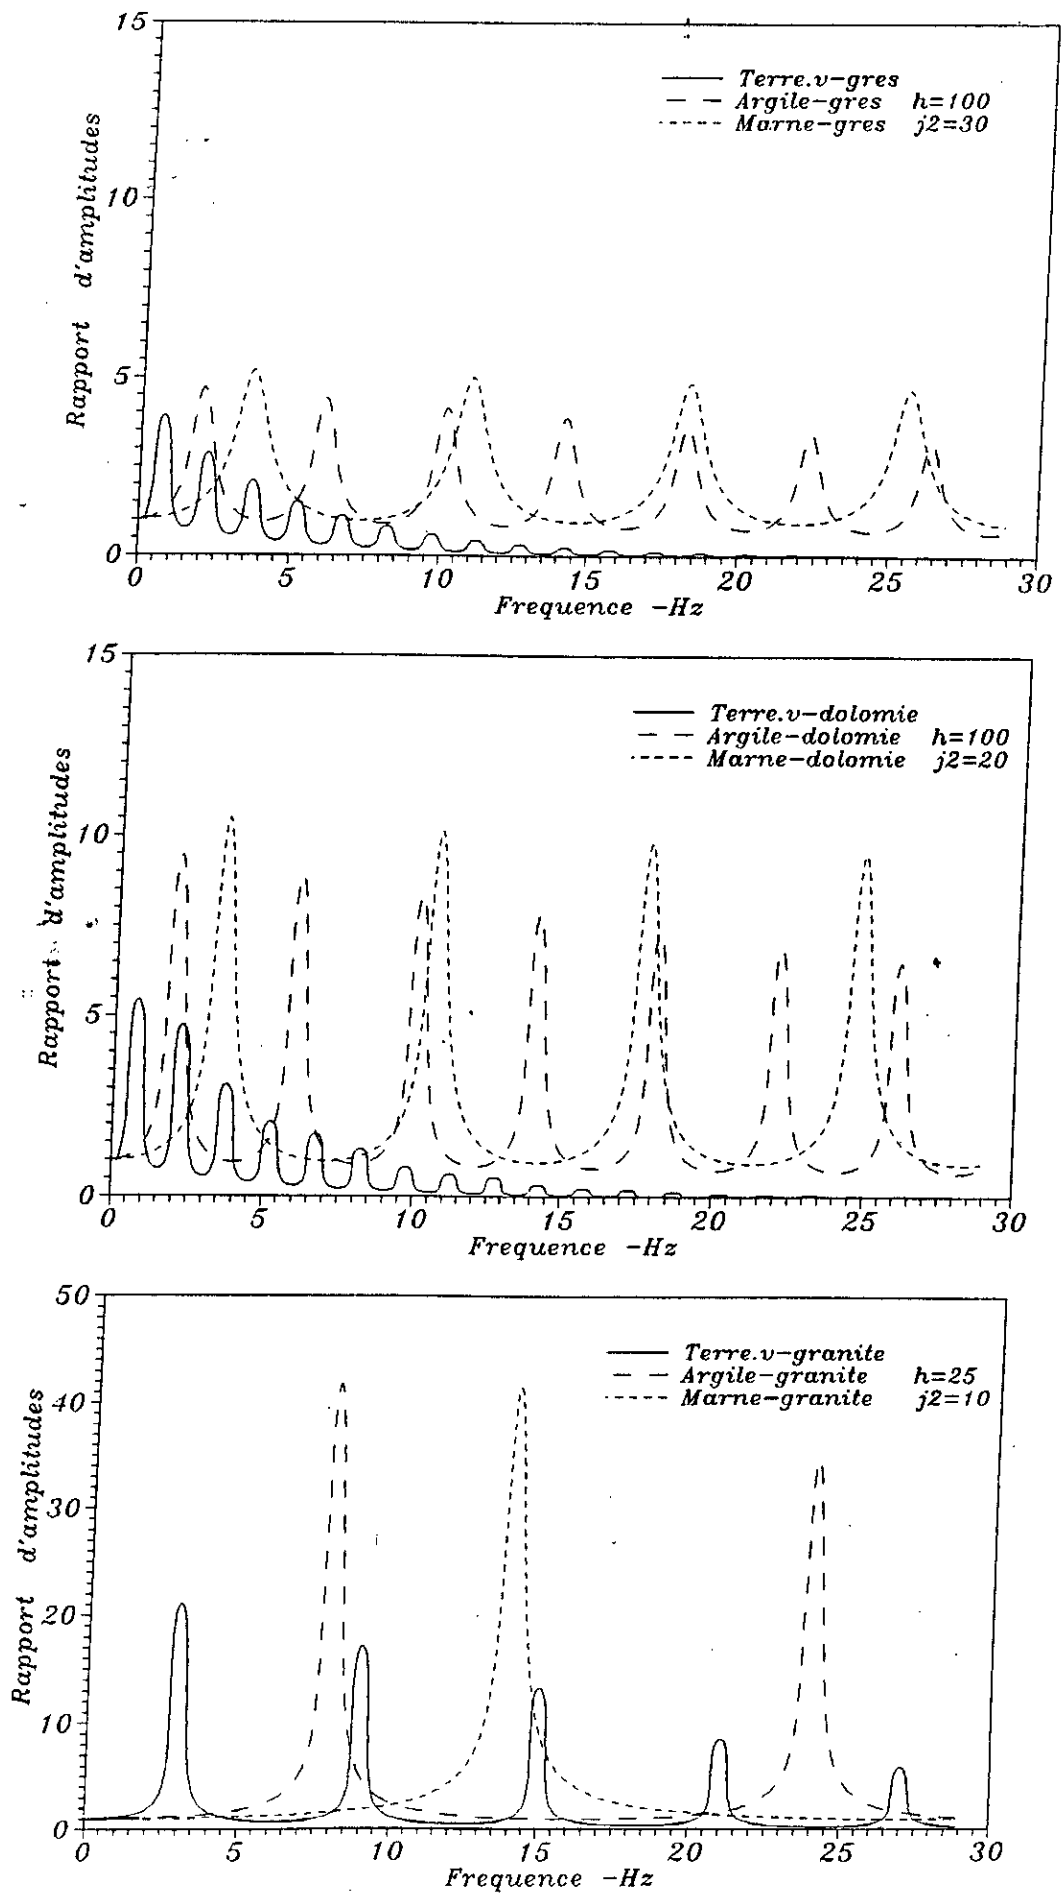 15
10
5
0
Rapport d'amplitudes
Terre.v-gres
Argile-gres h=100
Marne-gres j2=30
0 5 10 15 20 25 30
Frequence -Hz
15
10
5
0
Rapport d'amplitudes
Terre.v-dolomie
Argile-dolomie h=100
Marne-dolomie j2=20
0 5 10 15 20 25 30
Frequence -Hz
50
40
30
20
10
0
Rapport d'amplitudes
Terre.v-granite
Argile-granite h=25
Marne-granite j2=10
0 5 10 15 20 25 30
Frequence -Hz